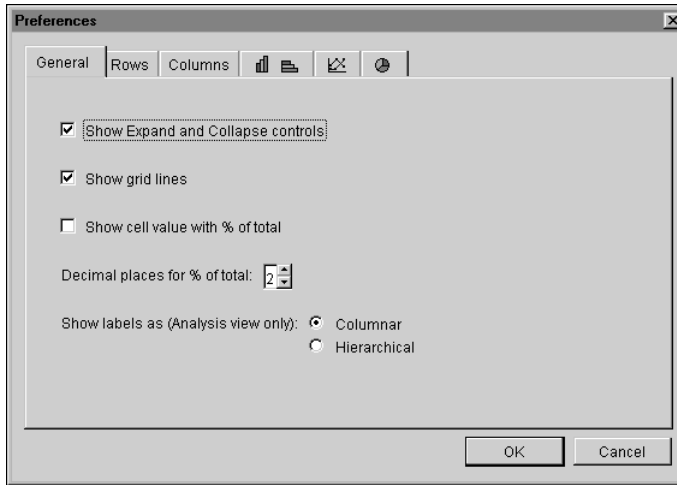 Preferences
General Rows Columns
Show Expand and Collapse controls
Show grid lines
Show cell value with % of total
Decimal places for % of total: 2
Show labels as (Analysis view only): Columnar
Hierarchical
OK Cancel